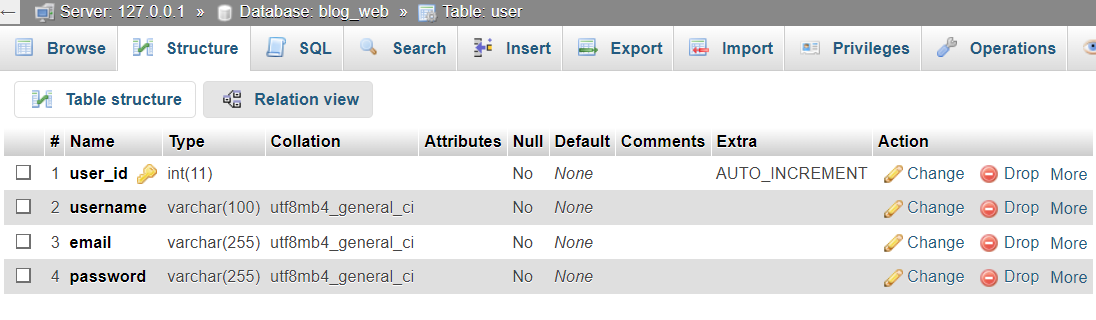 ← Server: 127.0.0.1 » Database: blog_web » Table: user
Browse Structure SQL Search Insert Export Import Privileges Operations
Table structure Relation view
# Name Type Collation Attributes Null Default Comments Extra Action
1 user_id int(11) No None AUTO_INCREMENT Change Drop More
2 username varchar(100) utf8mb4_general_ci No None Change Drop More
3 email varchar(255) utf8mb4_general_ci No None Change Drop More
4 password varchar(255) utf8mb4_general_ci No None Change Drop More